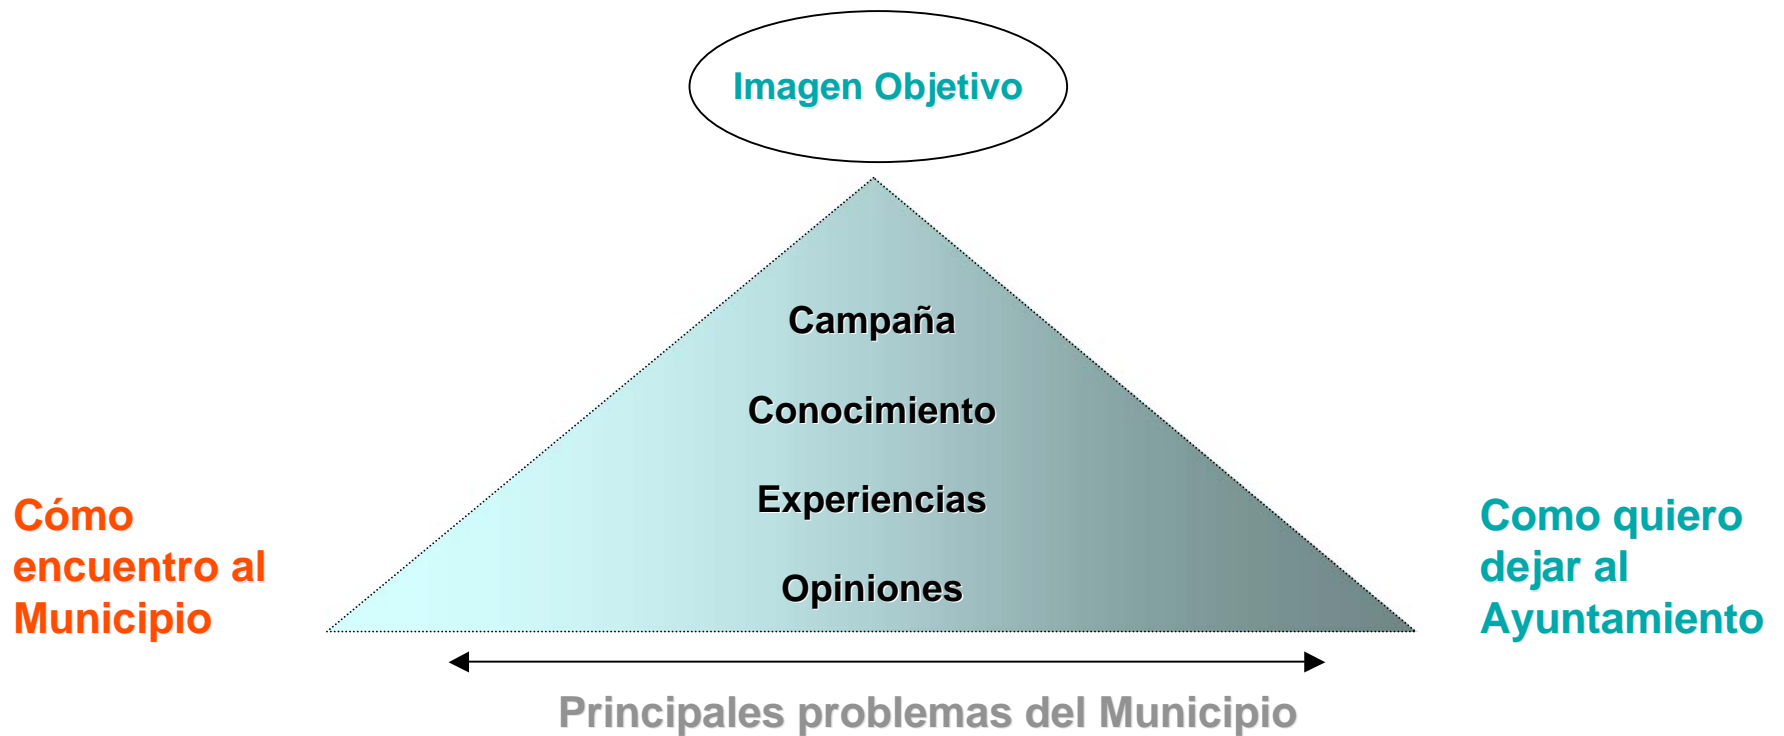 Imagen Objetivo
Campaña
Conocimiento
Experiencias
Opiniones
Cómo
encuentro al
Municipio
Como quiero
dejar al
Ayuntamiento
Principales problemas del Municipio